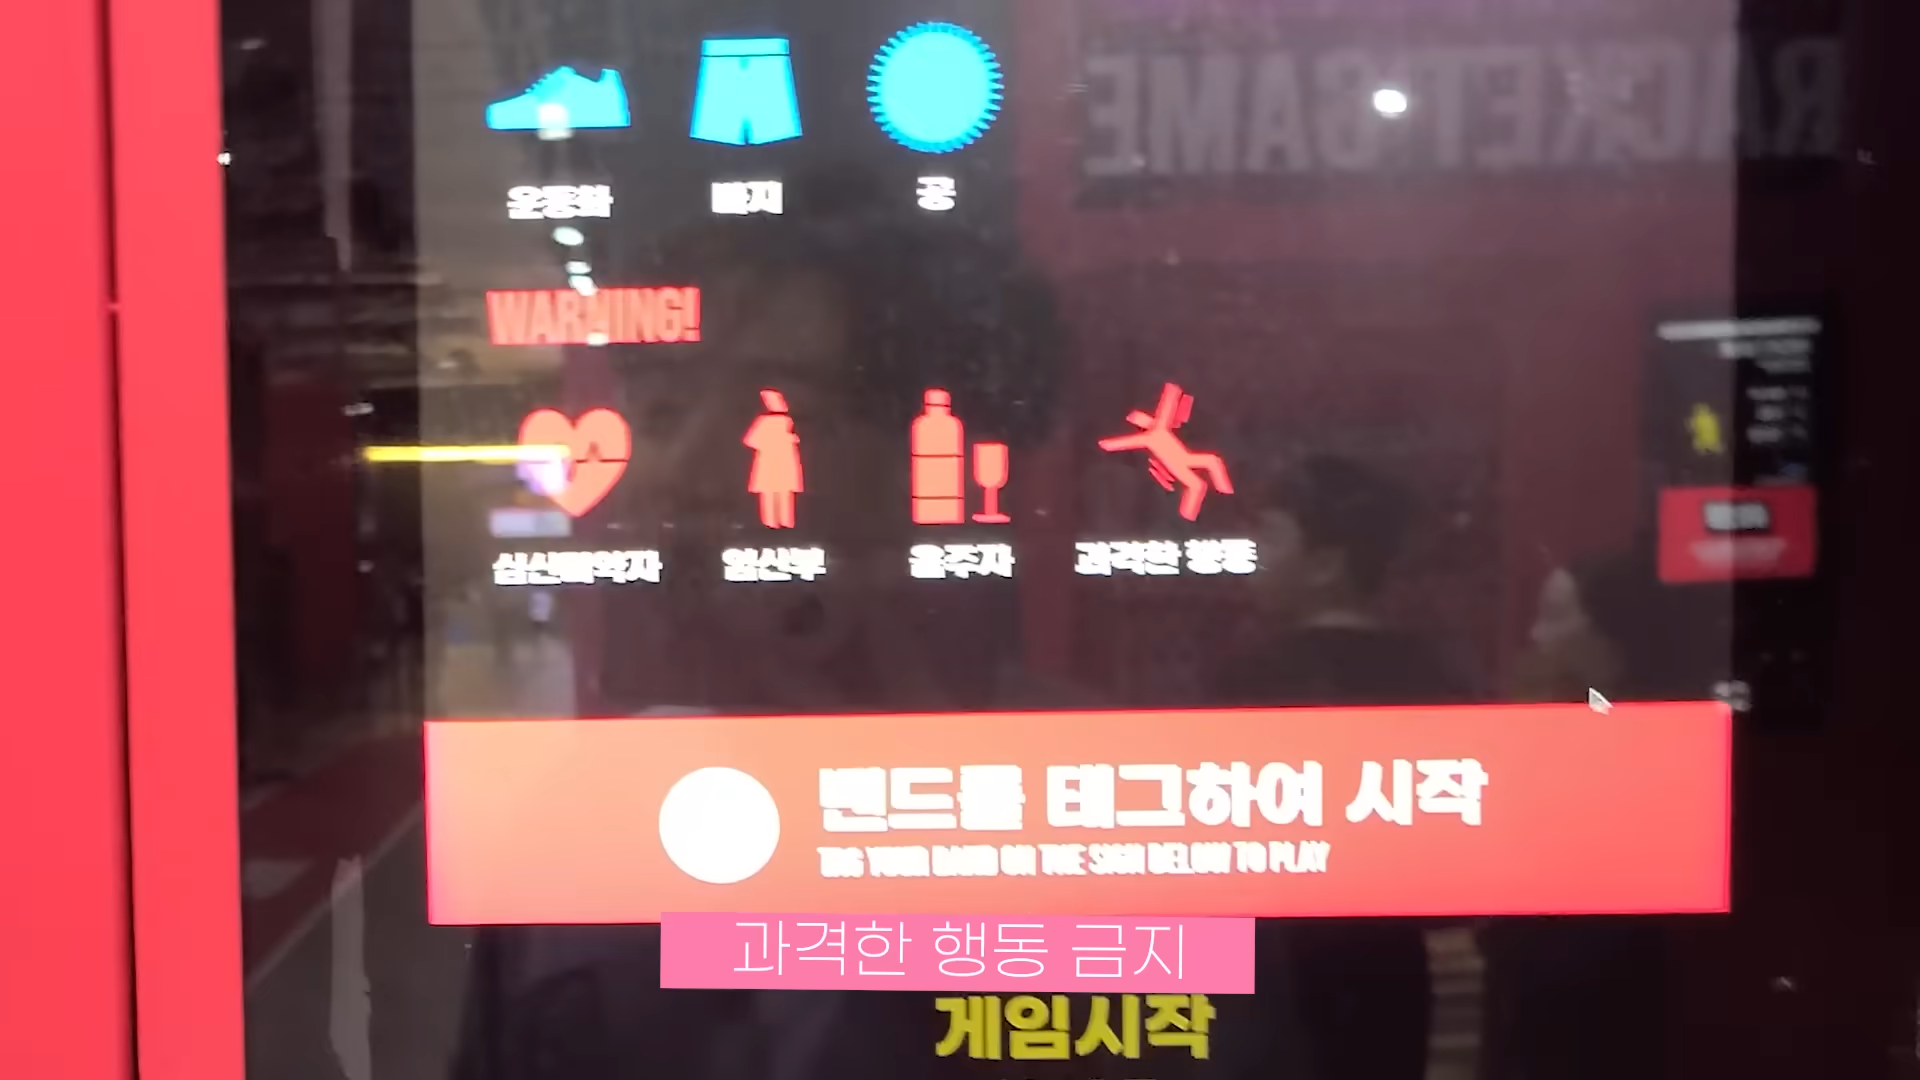 RACKET GAME
운동화
바지
공
WARNING!
심신미약자
임산부
음주자
과격한 행동
밴드를 태그하여 시작
TAG YOUR BAND ON THE SIGN BELOW TO PLAY
과격한 행동 금지
게임시작